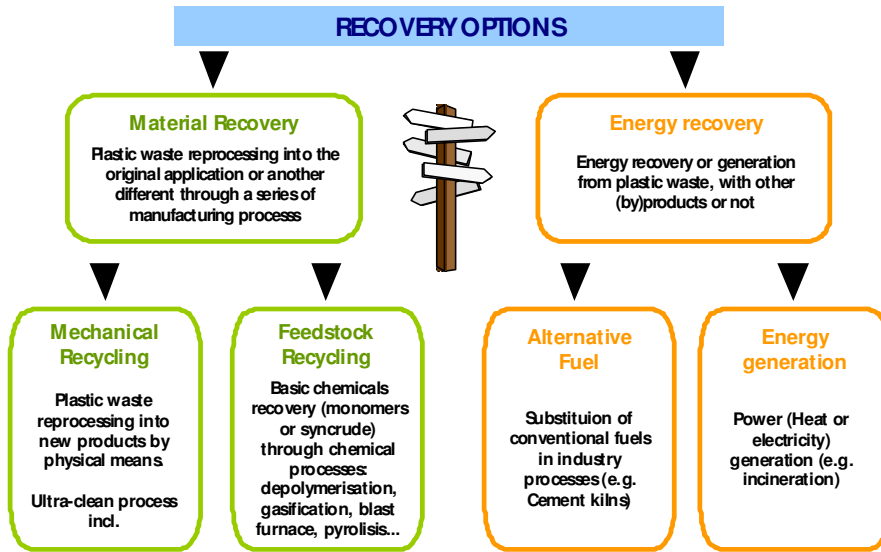 RECOVERY OPTIONS
Material Recovery
Plastic waste reprocessing into the
original application or another
different through a series of
manufacturing processs
Energy recovery
Energy recovery or generation
from plastic waste, with other
(by)products or not
Mechanical
Recycling
Plastic waste
reprocessing into
new products by
physical means.
Ultra-clean process
incl.
Feedstock
Recycling
Basic chemicals
recovery (monomers
or syncrude)
through chemical
processes:
depolymerisation,
gasification, blast
furnace, pyrolisis...
Alternative
Fuel
Substituion of
conventional fuels
in industry
processes (e.g.
Cement kilns)
Energy
generation
Power (Heat or
electricity)
generation (e.g.
incineration)